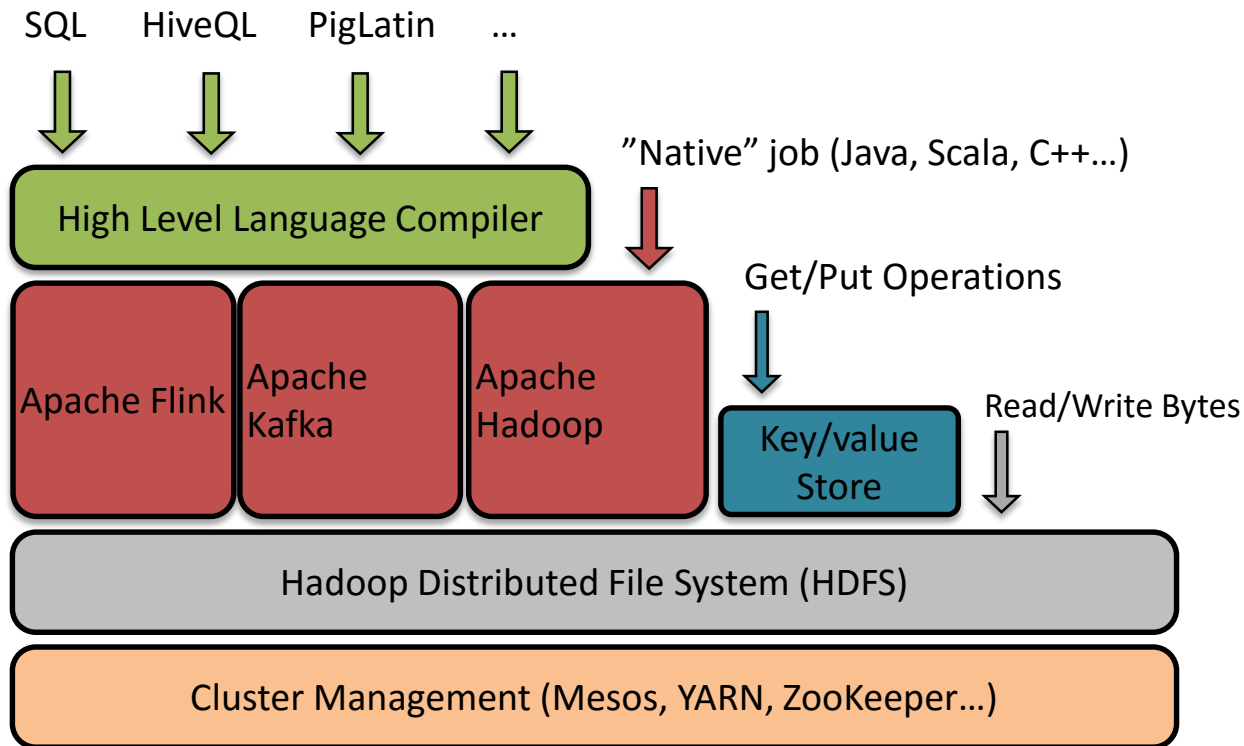 SQL HiveQL PigLatin ...
”Native” job (Java, Scala, C++…)
High Level Language Compiler
Get/Put Operations
Apache Flink
Apache
Kafka
Apache
Hadoop
Read/Write Bytes
Key/value
Store
Hadoop Distributed File System (HDFS)
Cluster Management (Mesos, YARN, ZooKeeper…)